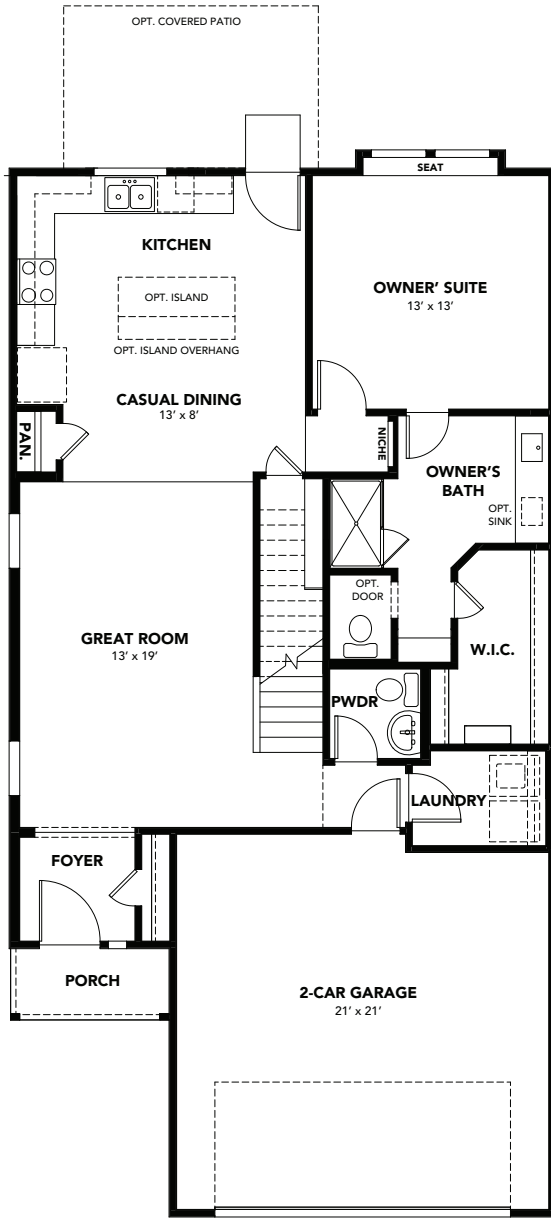 OPT. COVERED PATIO
SEAT
KITCHEN
OWNER' SUITE
13' x 13'
OPT. ISLAND
OPT. ISLAND OVERHANG
CASUAL DINING
13' x 8'
PAN.
NICHE
OWNER'S
BATH
OPT.
SINK
OPT.
DOOR
GREAT ROOM
13' x 19'
W.I.C.
PWDR
LAUNDRY
FOYER
PORCH
2-CAR GARAGE
21' x 21'